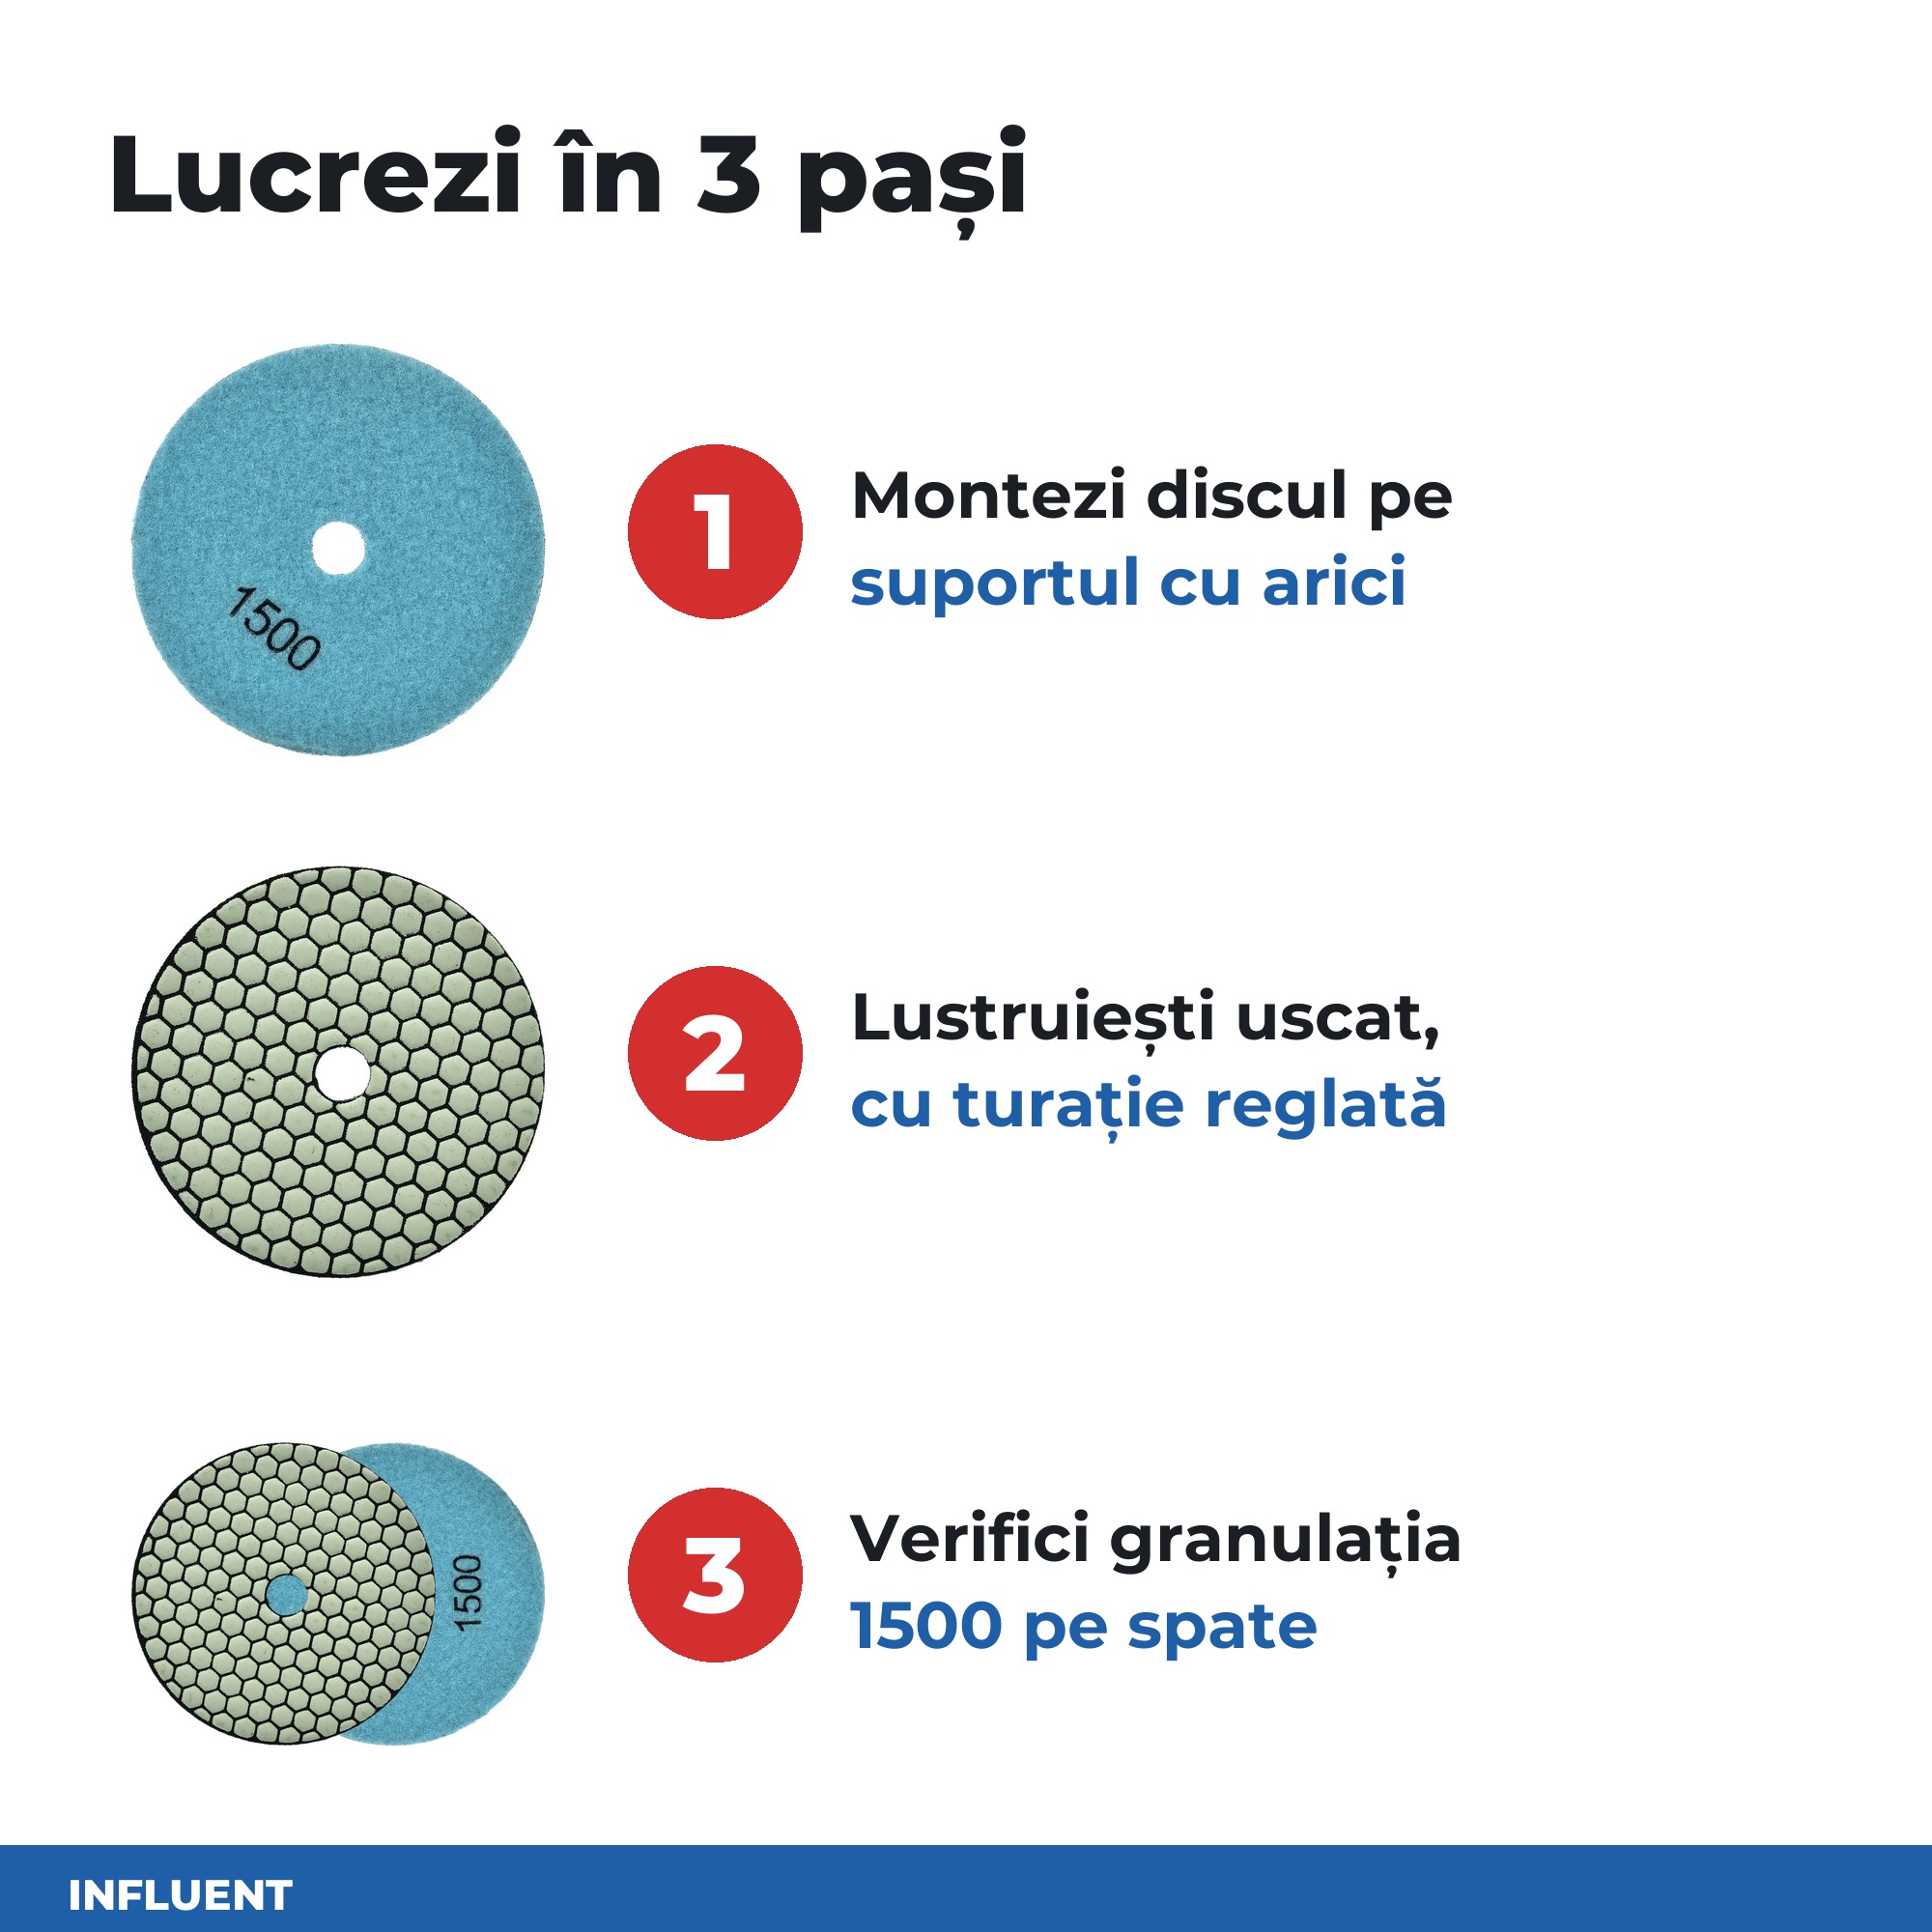 Lucrezi în 3 pași
1500
1
Montezi discul pe
suportul cu arici
2
Lustruiești uscat,
cu turație reglată
1500
3
Verifici granulația
1500 pe spate
INFLUENT